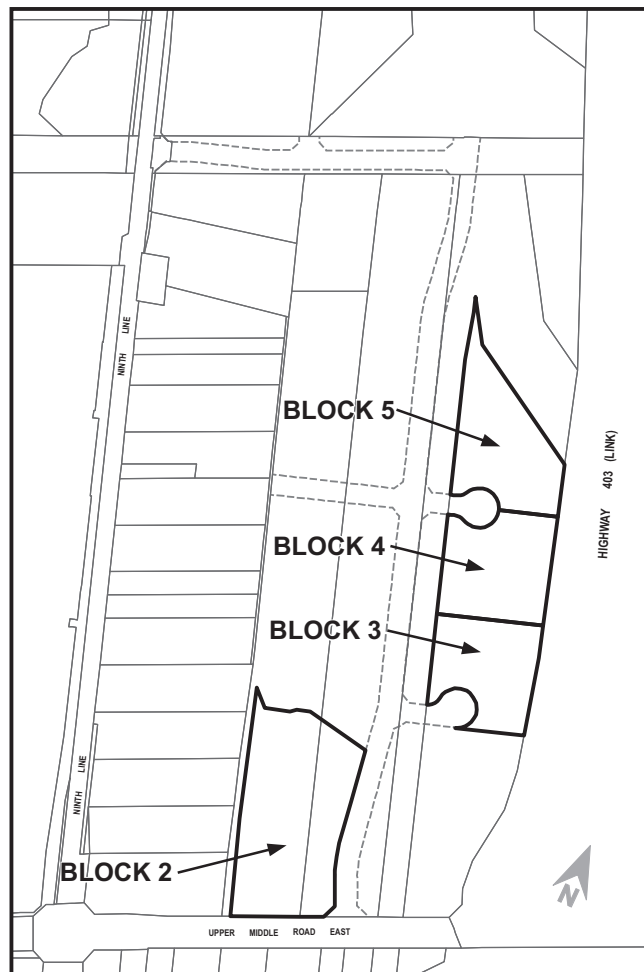 NINTH LINE
BLOCK 5
HIGHWAY 403 (LINK)
BLOCK 4
BLOCK 3
NINTH LINE
BLOCK 2
N
UPPER MIDDLE ROAD EAST